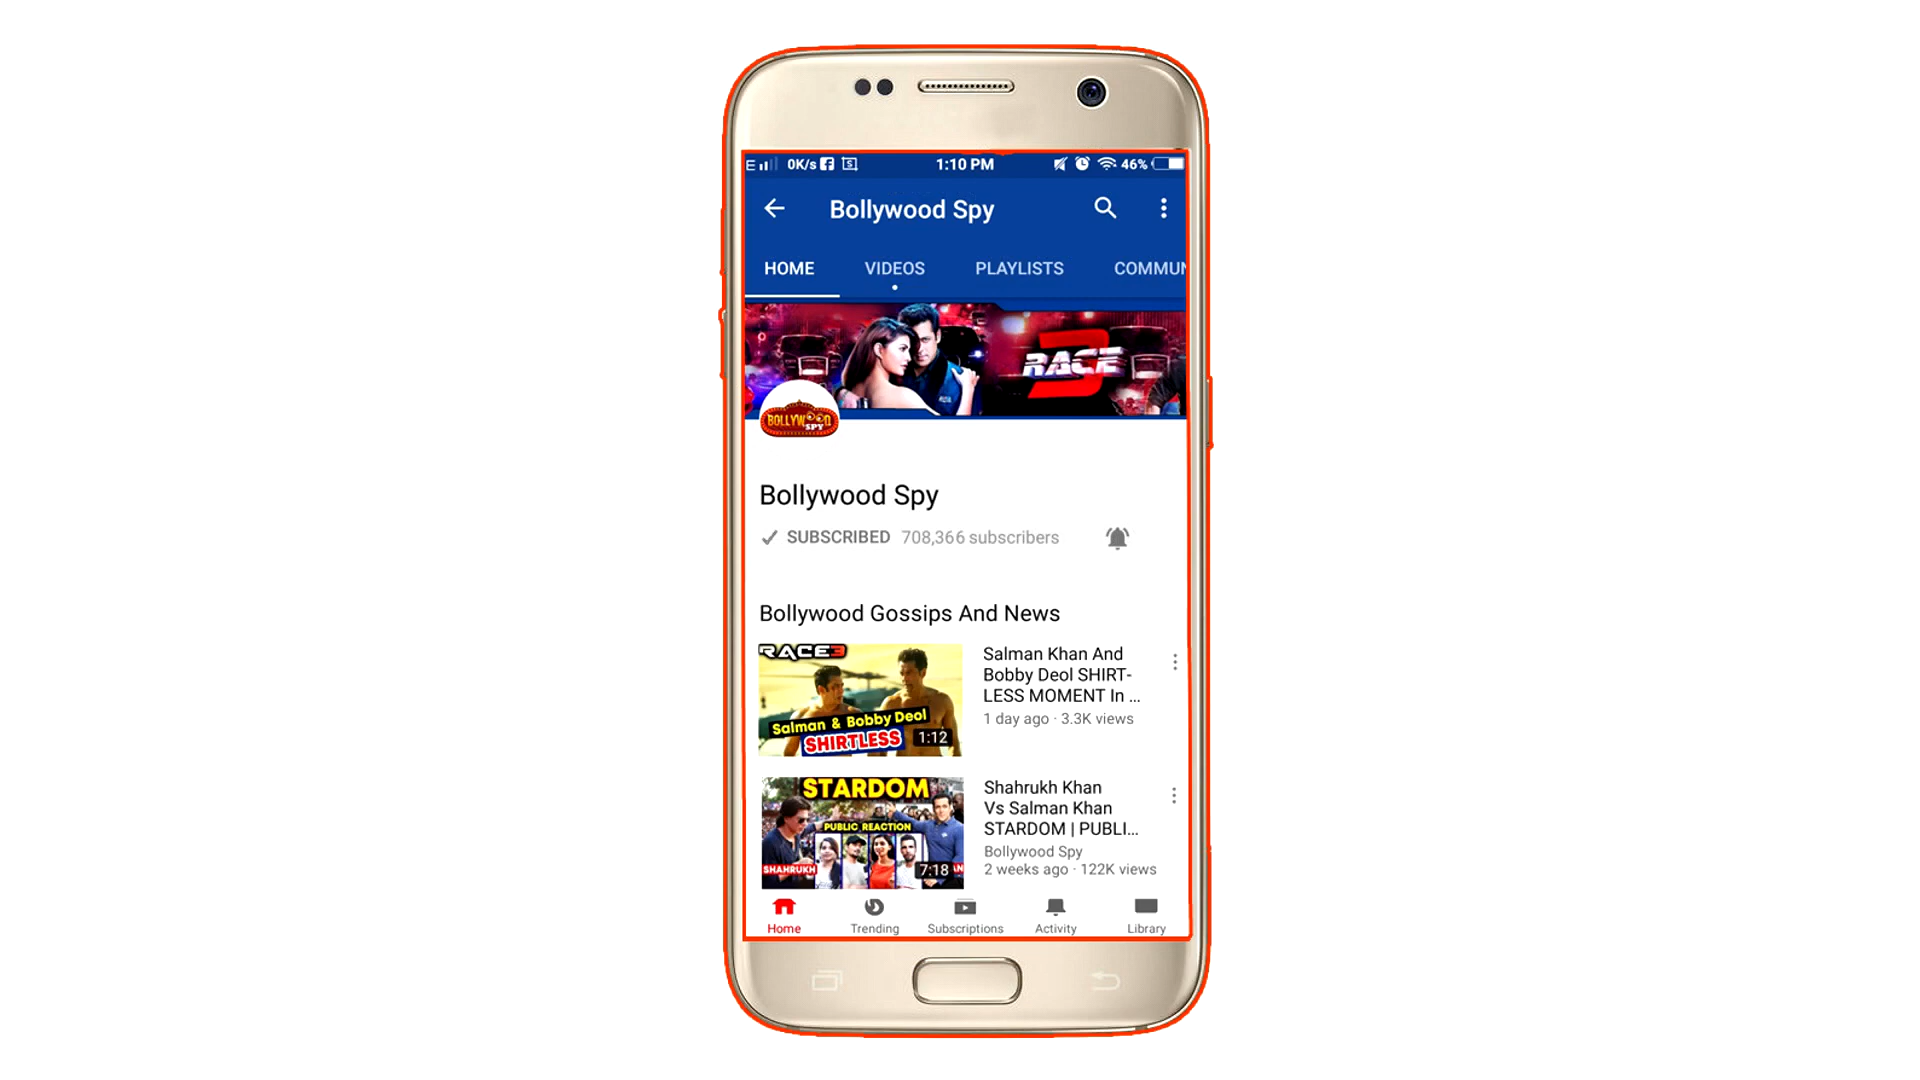 E 0K/s 1:10 PM 46%
Bollywood Spy
HOME VIDEOS PLAYLISTS COMMUN
RACE 3
BOLLYWOOD
SPY
Bollywood Spy
SUBSCRIBED 708,366 subscribers
Bollywood Gossips And News
RACE3
Salman & Bobby Deol
SHIRTLESS
1:12
Salman Khan And
Bobby Deol SHIRT-
LESS MOMENT In ...
1 day ago · 3.3K views
STARDOM
PUBLIC REACTION
SHAHRUKH
7:18
Shahrukh Khan
Vs Salman Khan
STARDOM | PUBLI...
Bollywood Spy
2 weeks ago · 122K views
Home Trending Subscriptions Activity Library